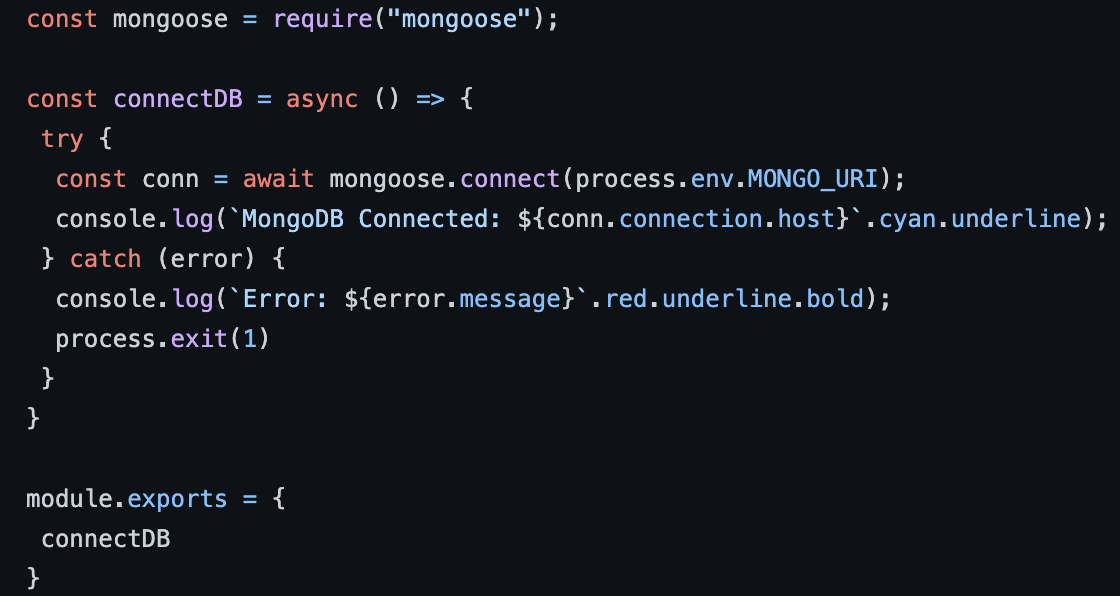 const mongoose = require("mongoose");

const connectDB = async () => {
 try {
  const conn = await mongoose.connect(process.env.MONGO_URI);
  console.log(`MongoDB Connected: ${conn.connection.host}`.cyan.underline);
 } catch (error) {
  console.log(`Error: ${error.message}`.red.underline.bold);
  process.exit(1)
 }
}

module.exports = {
 connectDB
}